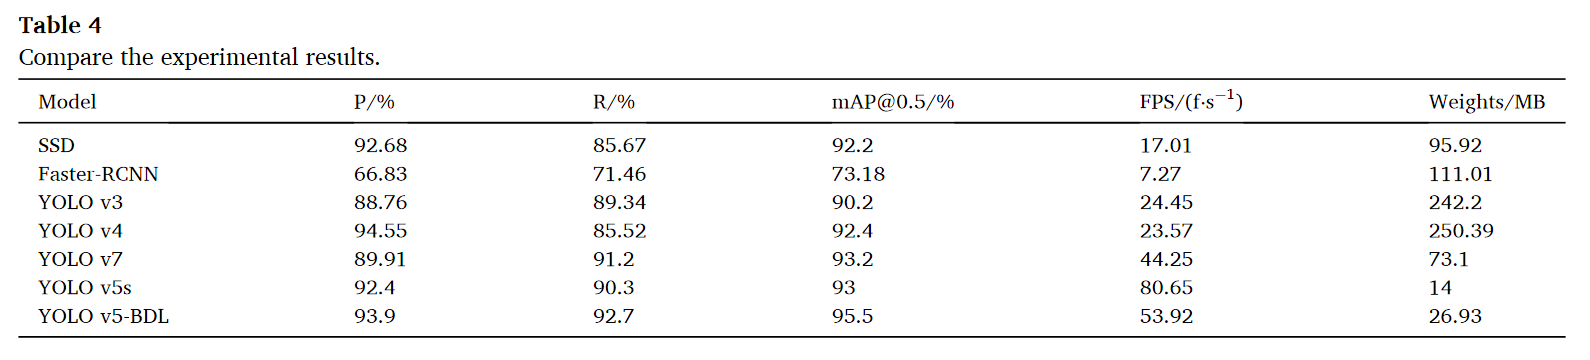 Table 4
Compare the experimental results.
Model P/% R/% mAP@0.5/% FPS/(f·s⁻¹) Weights/MB
SSD 92.68 85.67 92.2 17.01 95.92
Faster-RCNN 66.83 71.46 73.18 7.27 111.01
YOLO v3 88.76 89.34 90.2 24.45 242.2
YOLO v4 94.55 85.52 92.4 23.57 250.39
YOLO v7 89.91 91.2 93.2 44.25 73.1
YOLO v5s 92.4 90.3 93 80.65 14
YOLO v5-BDL 93.9 92.7 95.5 53.92 26.93